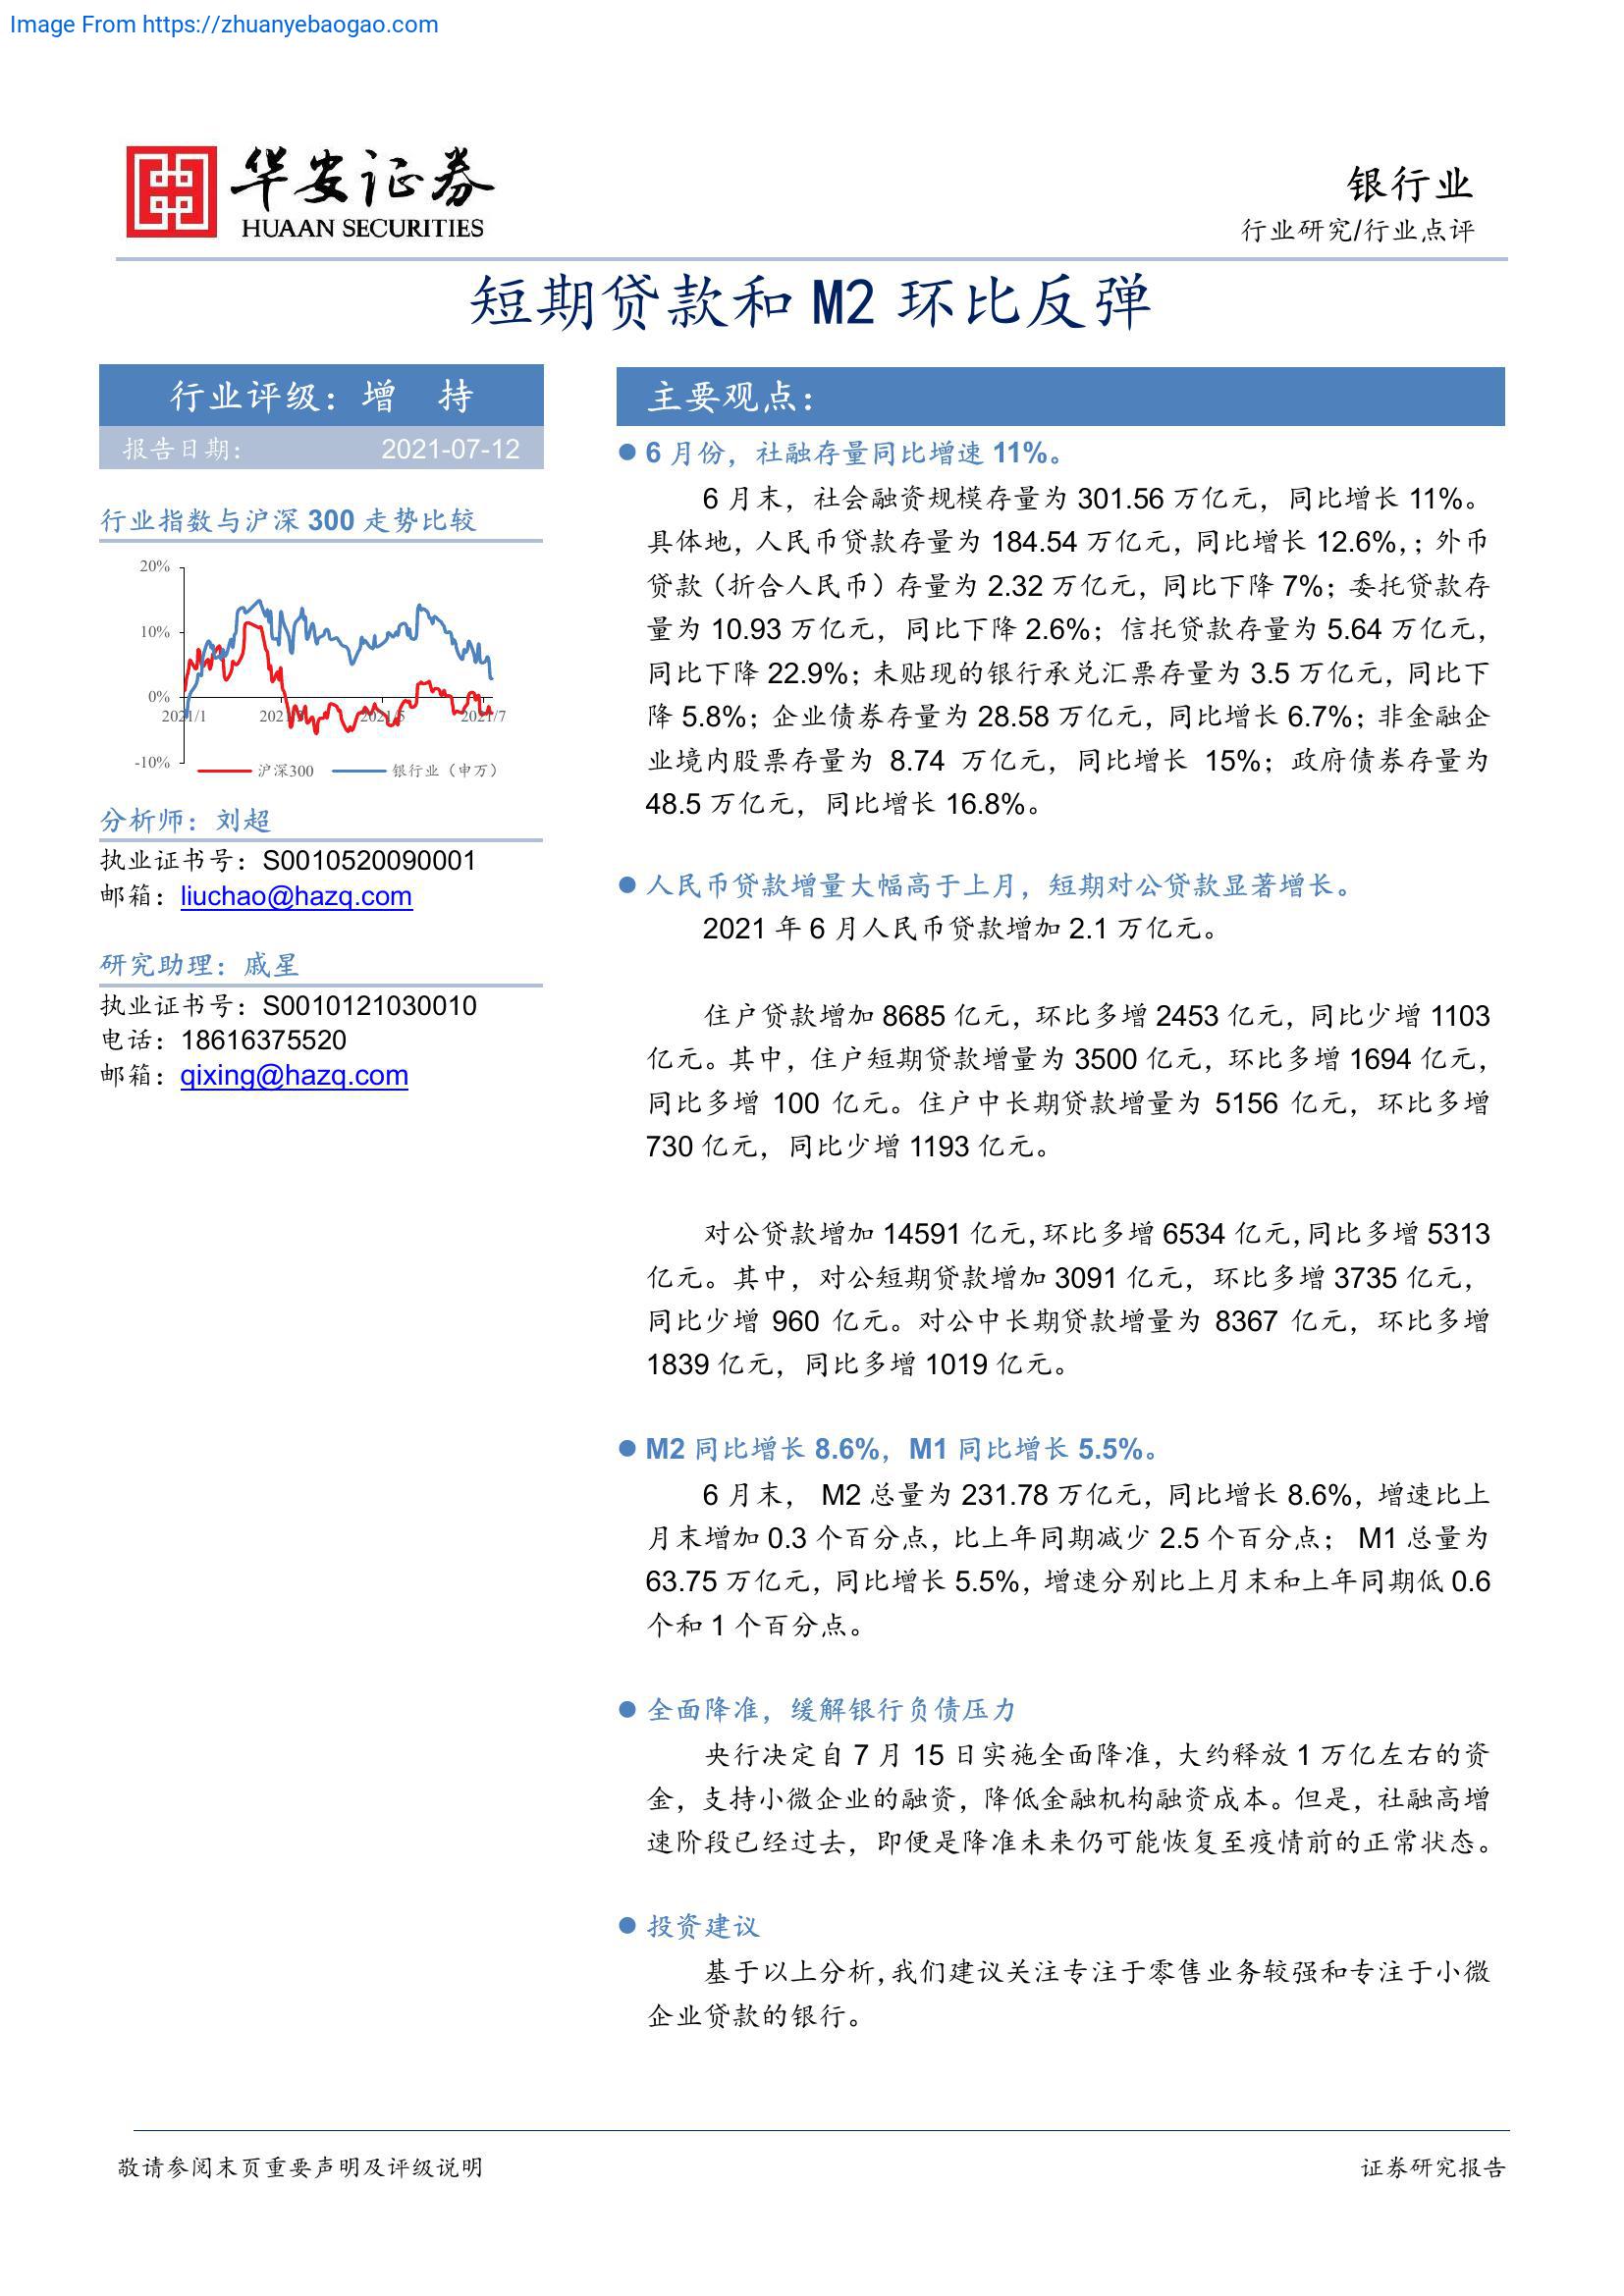 Image From https://zhuanyebaogao.com
华安证券
HUAAN SECURITIES
银行业
行业研究/行业点评
短期贷款和 M2 环比反弹
行业评级：增 持
报告日期： 2021-07-12
行业指数与沪深 300 走势比较
20%
10%
0%
2021/1 2021/3 2021/5 2021/7
-10%
沪深300 银行业（申万）
分析师：刘超
执业证书号：S0010520090001
邮箱：liuchao@hazq.com
研究助理：戚星
执业证书号：S0010121030010
电话：18616375520
邮箱：qixing@hazq.com
主要观点：
● 6 月份，社融存量同比增速 11%。
6 月末，社会融资规模存量为 301.56 万亿元，同比增长 11%。
具体地，人民币贷款存量为 184.54 万亿元，同比增长 12.6%，；外币
贷款（折合人民币）存量为 2.32 万亿元，同比下降 7%；委托贷款存
量为 10.93 万亿元，同比下降 2.6%；信托贷款存量为 5.64 万亿元，
同比下降 22.9%；未贴现的银行承兑汇票存量为 3.5 万亿元，同比下
降 5.8%；企业债券存量为 28.58 万亿元，同比增长 6.7%；非金融企
业境内股票存量为 8.74 万亿元，同比增长 15%；政府债券存量为
48.5 万亿元，同比增长 16.8%。
● 人民币贷款增量大幅高于上月，短期对公贷款显著增长。
2021 年 6 月人民币贷款增加 2.1 万亿元。
住户贷款增加 8685 亿元，环比多增 2453 亿元，同比少增 1103
亿元。其中，住户短期贷款增量为 3500 亿元，环比多增 1694 亿元，
同比多增 100 亿元。住户中长期贷款增量为 5156 亿元，环比多增
730 亿元，同比少增 1193 亿元。
对公贷款增加 14591 亿元，环比多增 6534 亿元，同比多增 5313
亿元。其中，对公短期贷款增加 3091 亿元，环比多增 3735 亿元，
同比少增 960 亿元。对公中长期贷款增量为 8367 亿元，环比多增
1839 亿元，同比多增 1019 亿元。
● M2 同比增长 8.6%，M1 同比增长 5.5%。
6 月末， M2 总量为 231.78 万亿元，同比增长 8.6%，增速比上
月末增加 0.3 个百分点，比上年同期减少 2.5 个百分点； M1 总量为
63.75 万亿元，同比增长 5.5%，增速分别比上月末和上年同期低 0.6
个和 1 个百分点。
● 全面降准，缓解银行负债压力
央行决定自 7 月 15 日实施全面降准，大约释放 1 万亿左右的资
金，支持小微企业的融资，降低金融机构融资成本。但是，社融高增
速阶段已经过去，即便是降准未来仍可能恢复至疫情前的正常状态。
● 投资建议
基于以上分析，我们建议关注专注于零售业务较强和专注于小微
企业贷款的银行。
敬请参阅末页重要声明及评级说明
证券研究报告